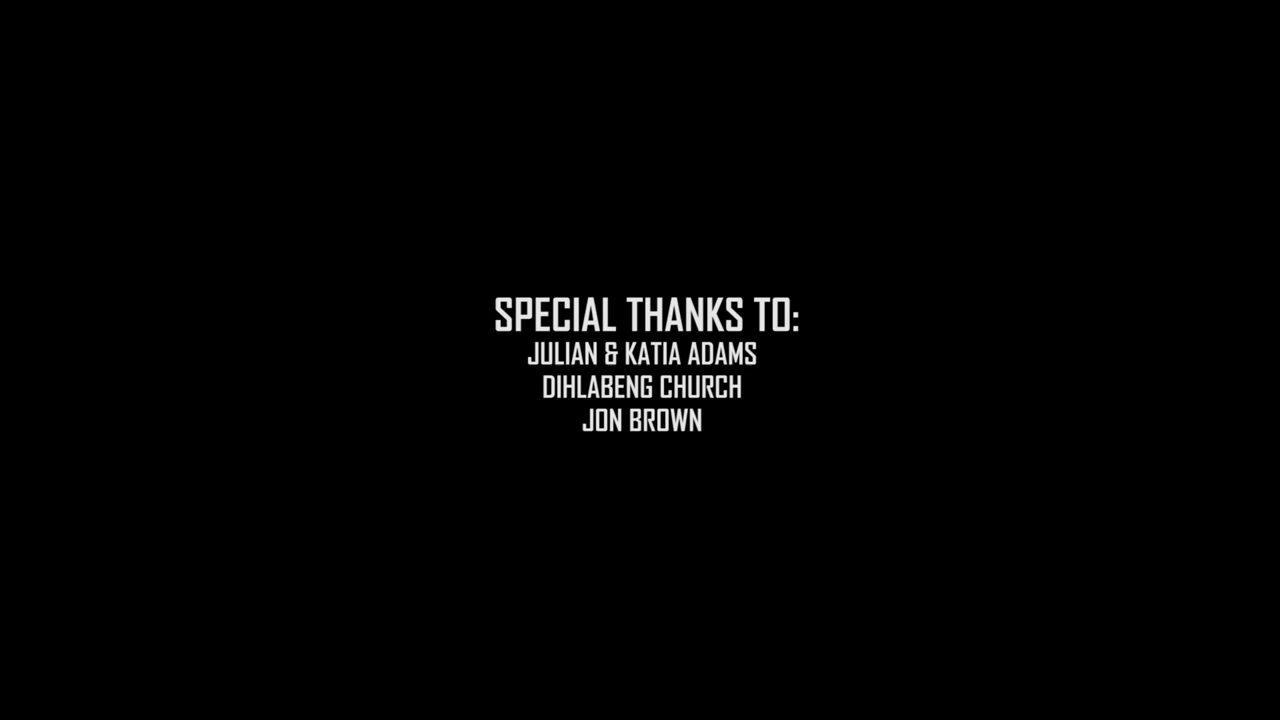 SPECIAL THANKS TO:
JULIAN & KATIA ADAMS
DIHLABENG CHURCH
JON BROWN